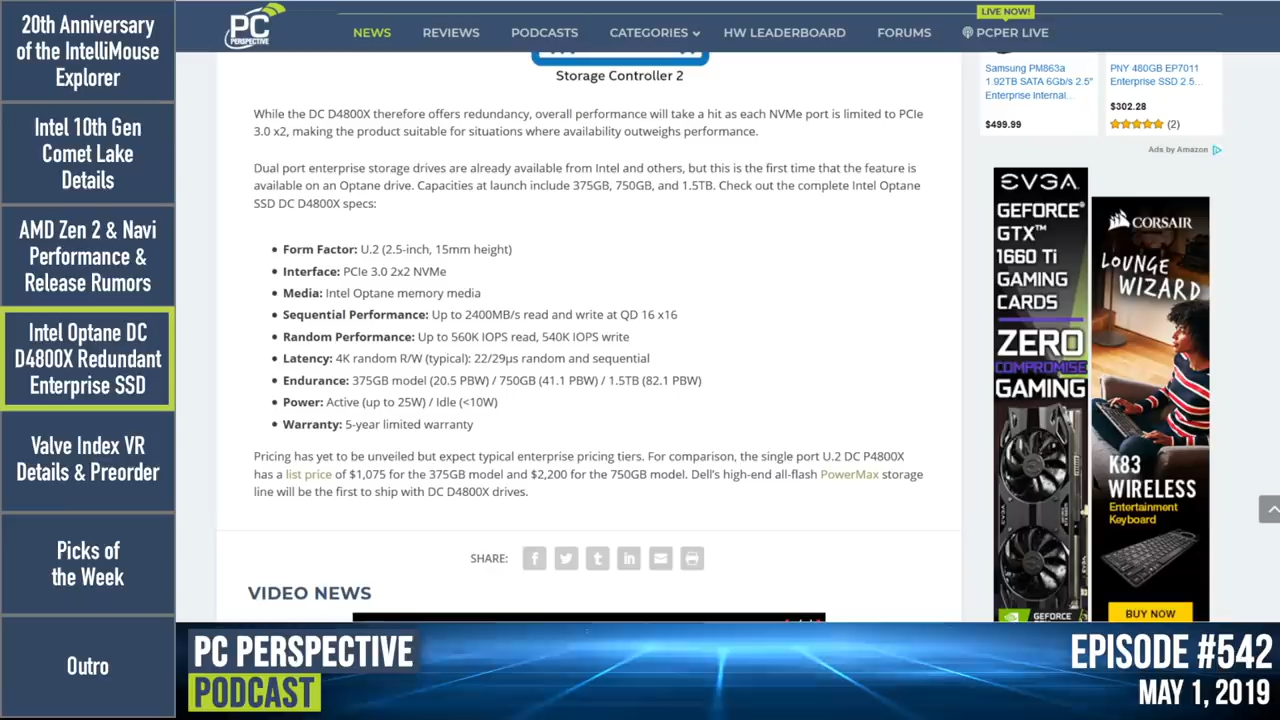 20th Anniversary
of the IntelliMouse
Explorer
Intel 10th Gen
Comet Lake
Details
AMD Zen 2 & Navi
Performance &
Release Rumors
Intel Optane DC
D4800X Redundant
Enterprise SSD
Valve Index VR
Details & Preorder
Picks of
the Week
Outro
PC
PERSPECTIVE
NEWS
REVIEWS
PODCASTS
CATEGORIES
HW LEADERBOARD
FORUMS
LIVE NOW!
PCPER LIVE
Storage Controller 2
While the DC D4800X therefore offers redundancy, overall performance will take a hit as each NVMe port is limited to PCIe
3.0 x2, making the product suitable for situations where availability outweighs performance.
Dual port enterprise storage drives are already available from Intel and others, but this is the first time that the feature is
available on an Optane drive. Capacities at launch include 375GB, 750GB, and 1.5TB. Check out the complete Intel Optane
SSD DC D4800X specs:
Form Factor: U.2 (2.5-inch, 15mm height)
Interface: PCIe 3.0 2x2 NVMe
Media: Intel Optane memory media
Sequential Performance: Up to 2400MB/s read and write at QD 16 x16
Random Performance: Up to 560K IOPS read, 540K IOPS write
Latency: 4K random R/W (typical): 22/29µs random and sequential
Endurance: 375GB model (20.5 PBW) / 750GB (41.1 PBW) / 1.5TB (82.1 PBW)
Power: Active (up to 25W) / Idle (<10W)
Warranty: 5-year limited warranty
Pricing has yet to be unveiled but expect typical enterprise pricing tiers. For comparison, the single port U.2 DC P4800X
has a list price of $1,075 for the 375GB model and $2,200 for the 750GB model. Dell's high-end all-flash PowerMax storage
line will be the first to ship with DC D4800X drives.
SHARE:
VIDEO NEWS
Samsung PM863a
1.92TB SATA 6Gb/s 2.5"
Enterprise Internal...
$499.99
PNY 480GB EP7011
Enterprise SSD 2.5...
$302.28
(2)
Ads by Amazon
EVGA
GEFORCE
GTX™
1660 Ti
GAMING
CARDS
ZERO
COMPROMISE
GAMING
GEFORCE
CORSAIR
LOUNGE
WIZARD
K83
WIRELESS
Entertainment
Keyboard
BUY NOW
PC PERSPECTIVE
PODCAST
EPISODE #542
MAY 1, 2019